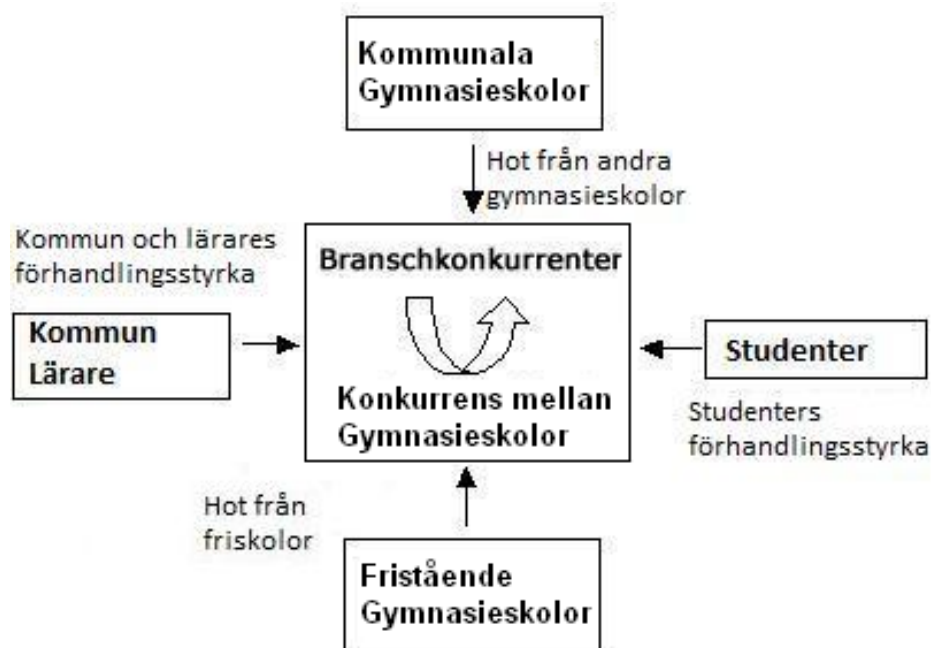 Kommunala
Gymnasieskolor
Hot från andra
gymnasieskolor
Kommun och lärares
förhandlingsstyrka
Branschkonkurrenter
Kommun
Lärare
Studenter
Konkurrens mellan
Gymnasieskolor
Studenters
förhandlingsstyrka
Hot från
friskolor
Fristående
Gymnasieskolor